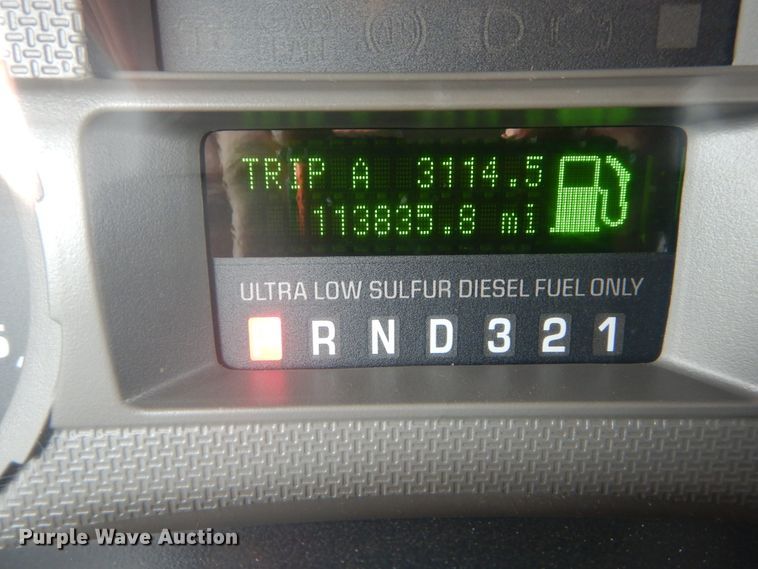 TRIP A 3114.5
113835.8 mi
ULTRA LOW SULFUR DIESEL FUEL ONLY
R N D 3 2 1
Purple Wave Auction